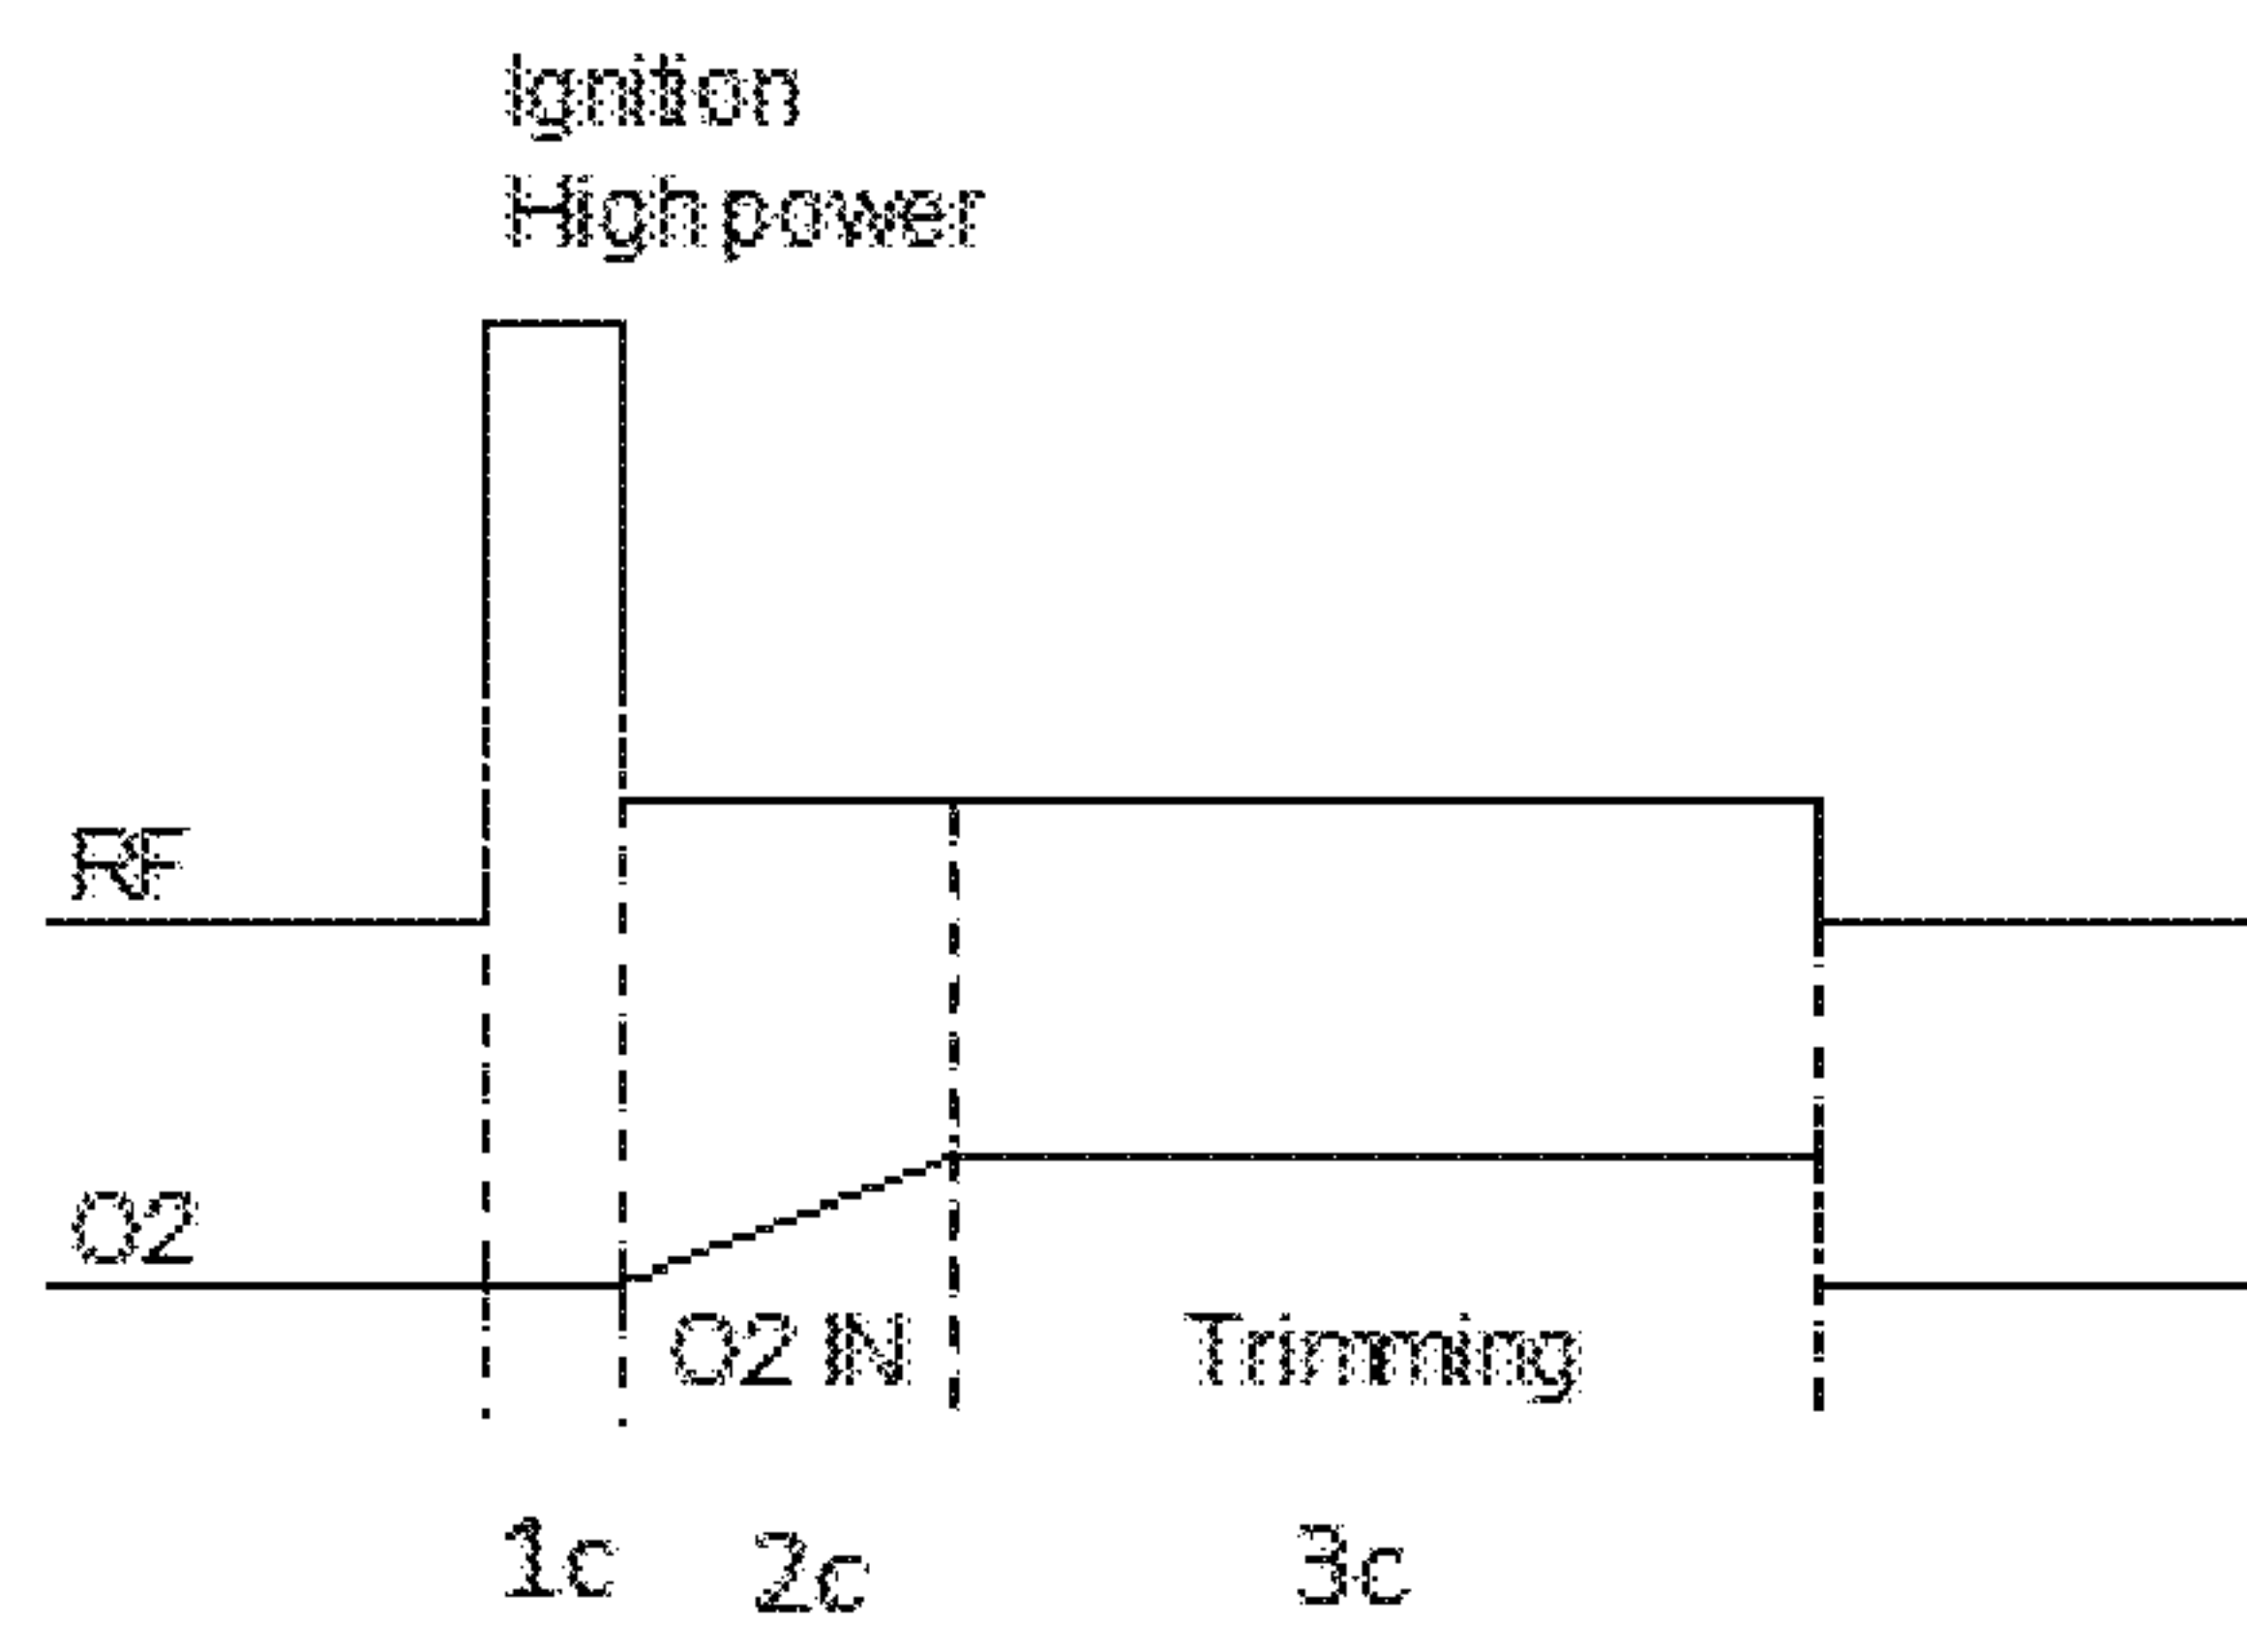 Ignition
High power
RF
O2
O2 IN
Trimming
1c
2c
3c